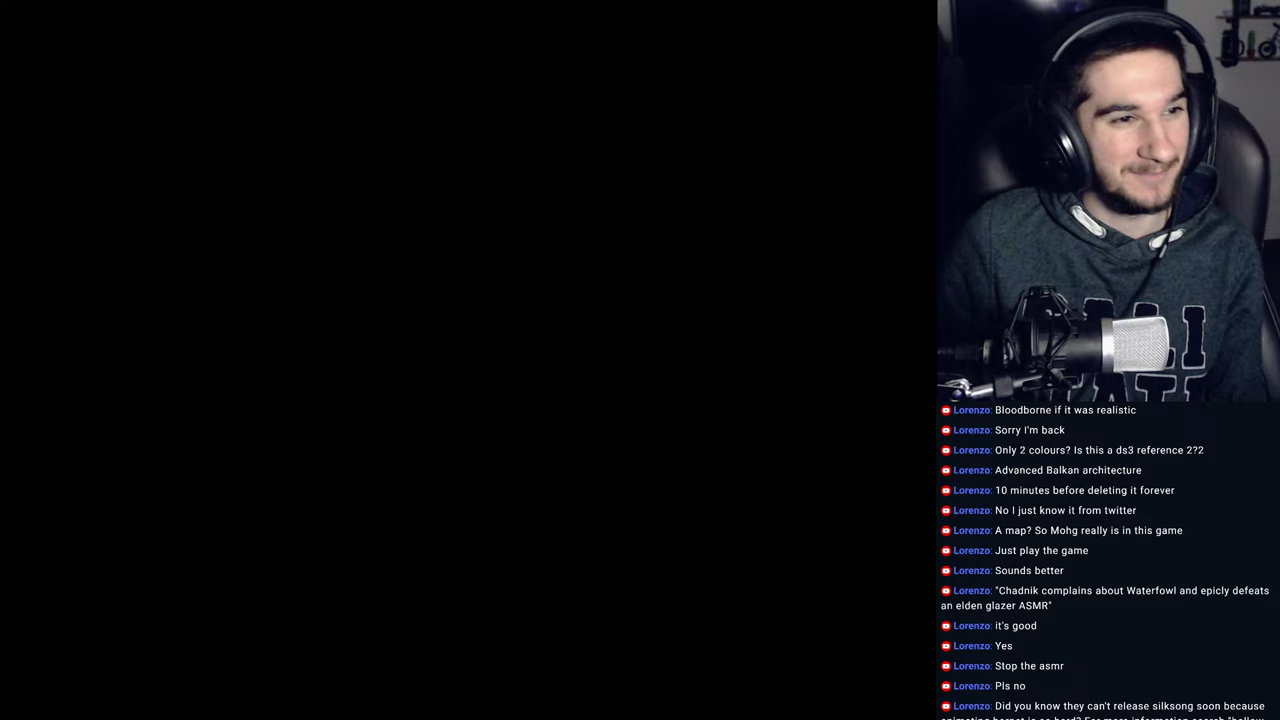 Lorenzo: Bloodborne if it was realistic
Lorenzo: Sorry I'm back
Lorenzo: Only 2 colours? Is this a ds3 reference 2?2
Lorenzo: Advanced Balkan architecture
Lorenzo: 10 minutes before deleting it forever
Lorenzo: No I just know it from twitter
Lorenzo: A map? So Mohg really is in this game
Lorenzo: Just play the game
Lorenzo: Sounds better
Lorenzo: "Chadnik complains about Waterfowl and epicly defeats
an elden glazer ASMR"
Lorenzo: it's good
Lorenzo: Yes
Lorenzo: Stop the asmr
Lorenzo: Pls no
Lorenzo: Did you know they can't release silksong soon because